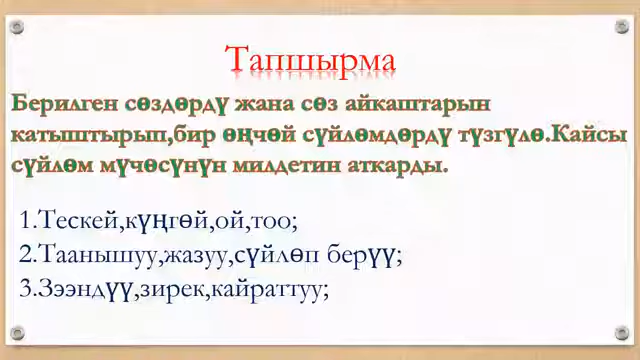 Тапшырма
Берилген сөздөрдү жана сөз айкаштарын
катыштырып,бир өңчөй сүйлөмдөрдү түзгүлө.Кайсы
сүйлөм мүчөсүнүн милдетин аткарды.
1.Тескей,күңгөй,ой,тоо;
2.Таанышуу,жазуу,сүйлөп берүү;
3.Зээндүү,зирек,кайраттуу;